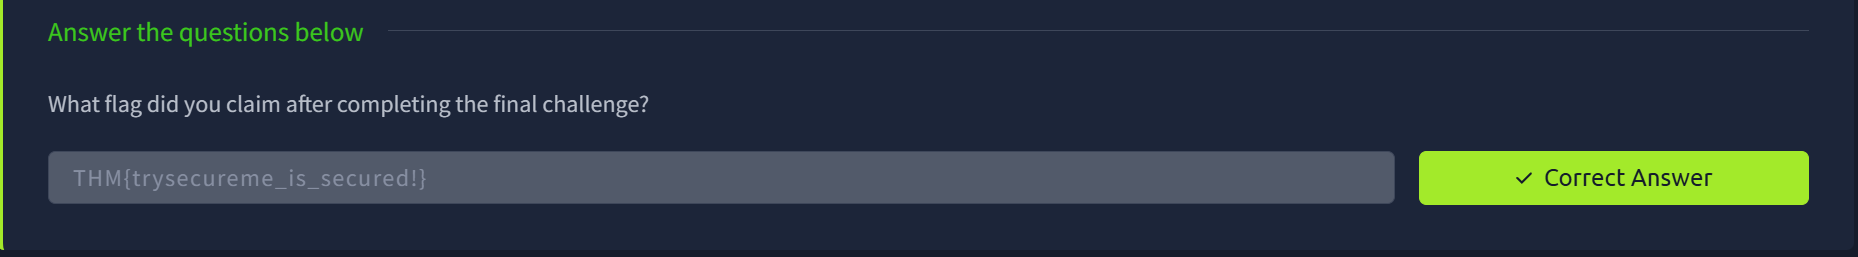 Answer the questions below
What flag did you claim after completing the final challenge?
THM{trysecureme_is_secured!}
✓ Correct Answer